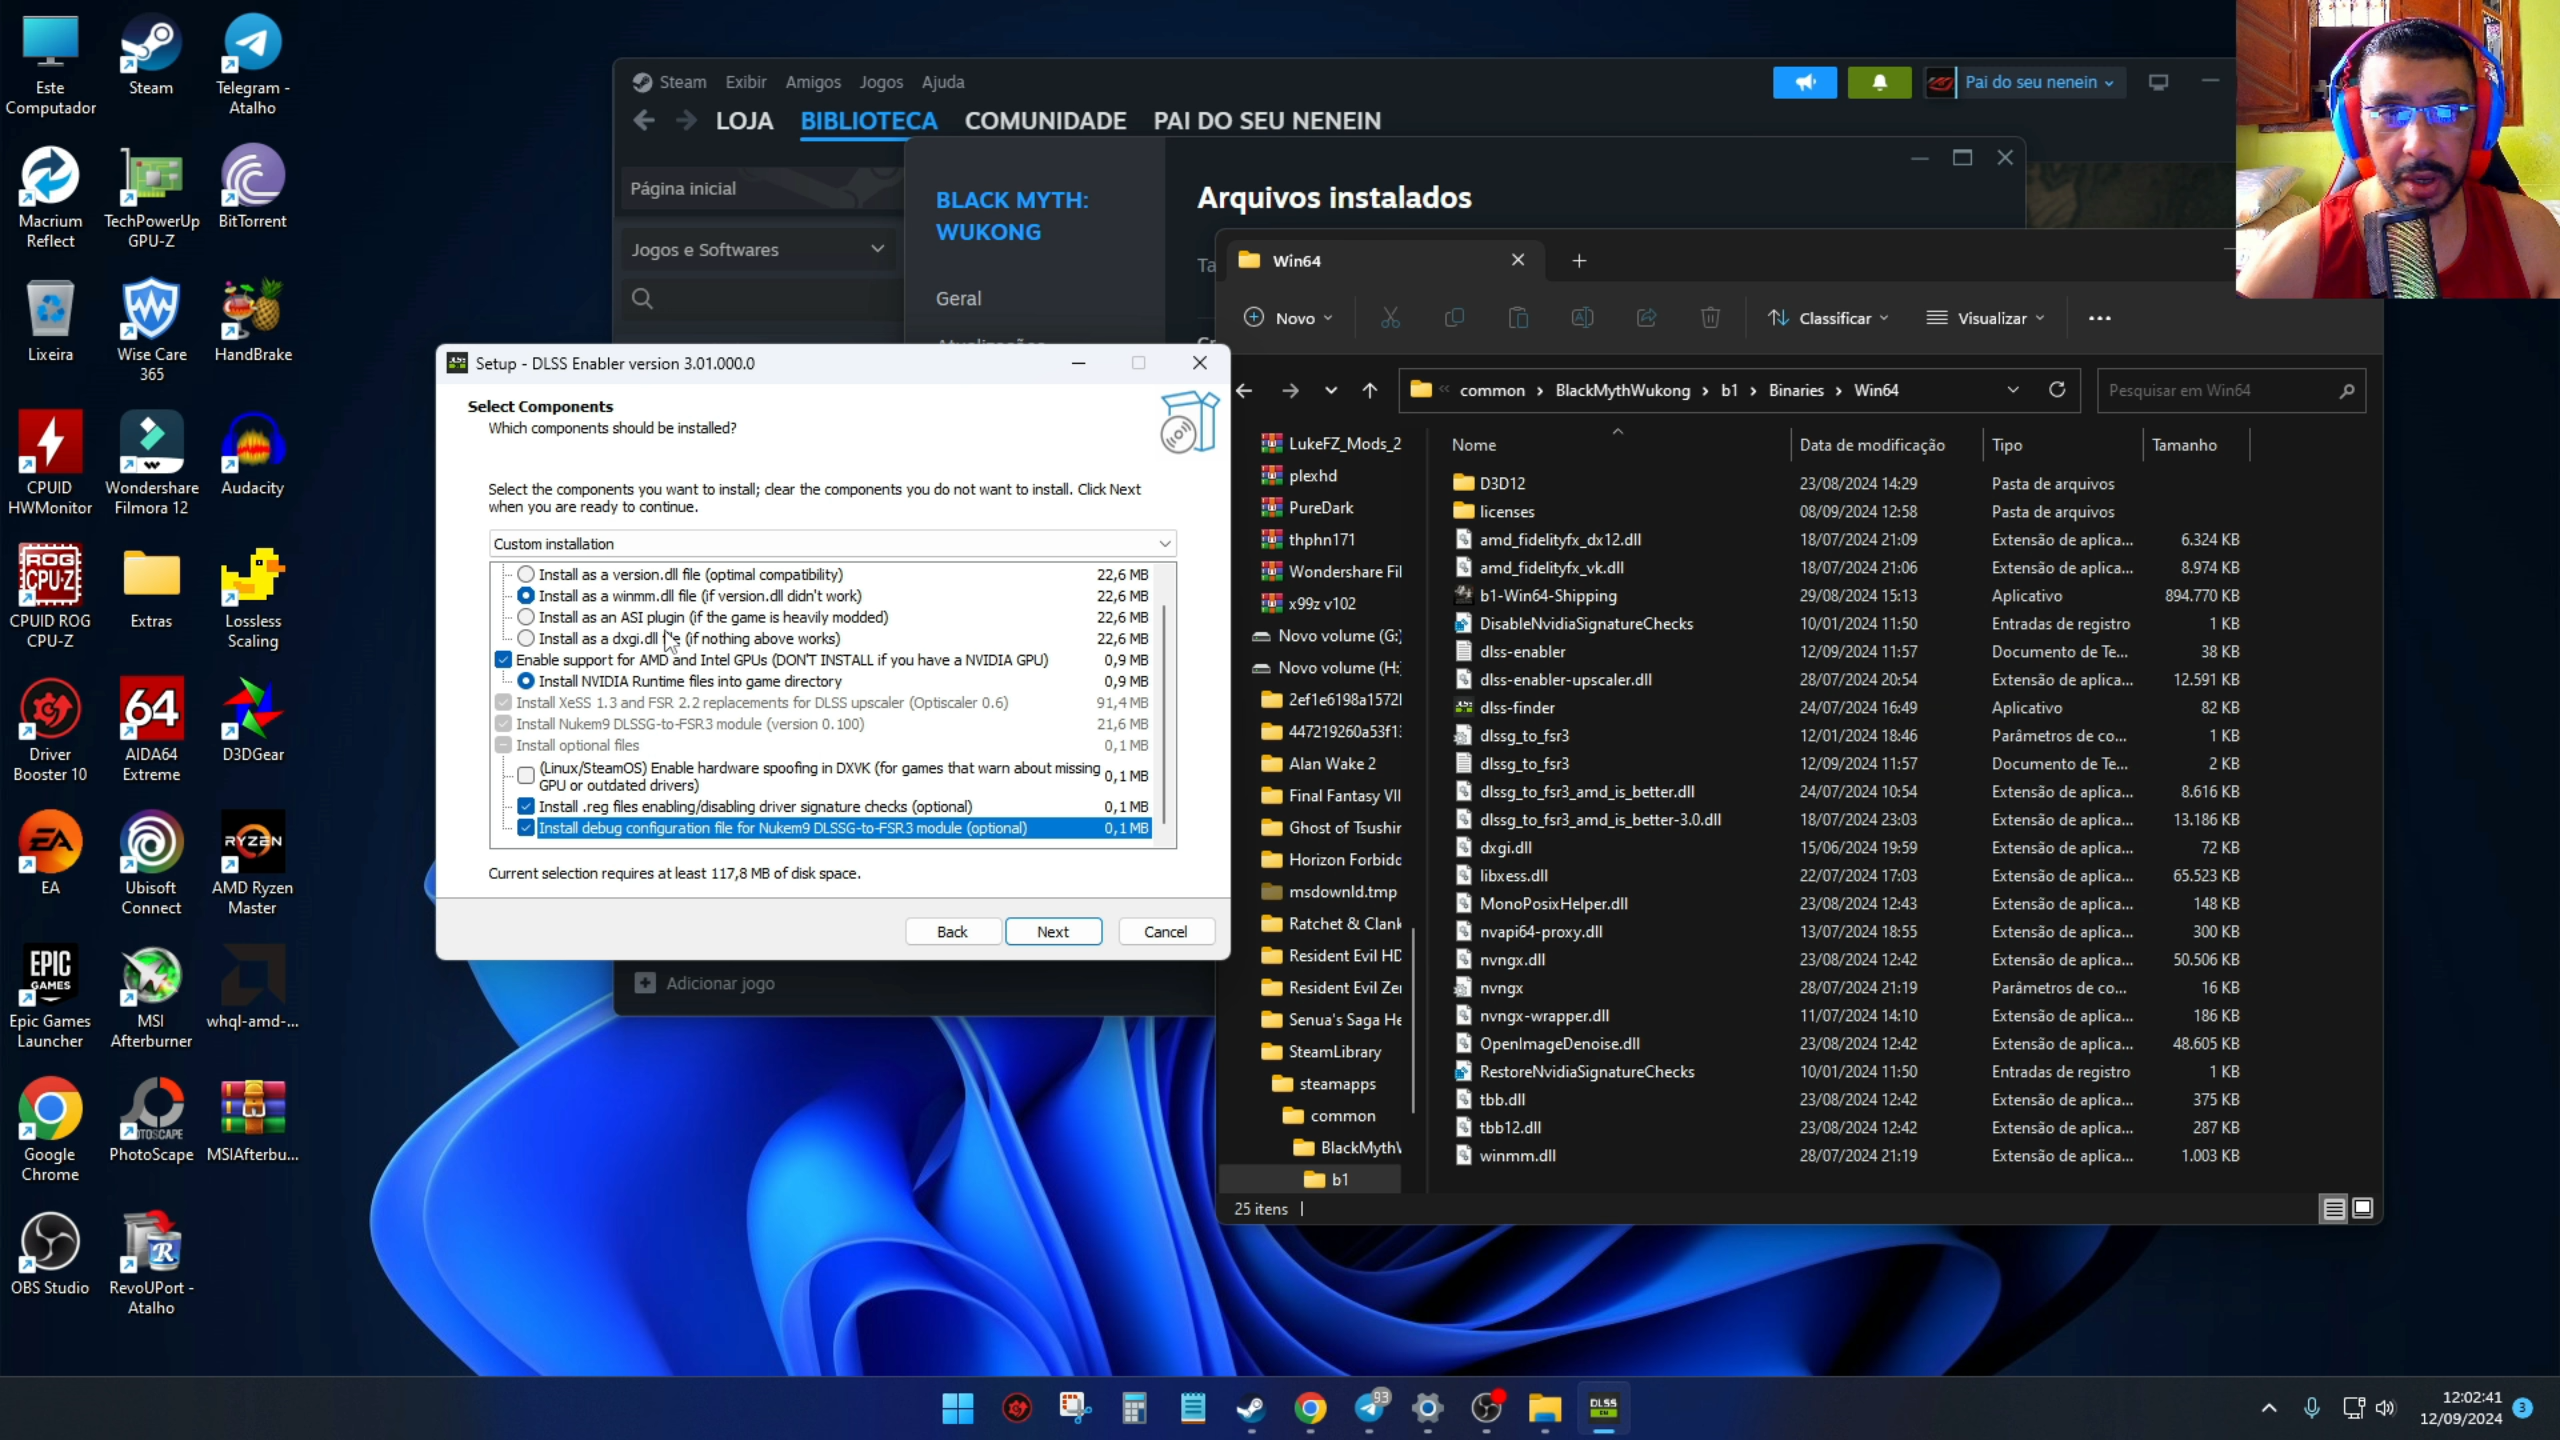 Este
Computador
Steam
Telegram -
Atalho
Macrium
Reflect
TechPowerUp
GPU-Z
BitTorrent
Lixeira
Wise Care
365
HandBrake
CPUID
HWMonitor
Wondershare
Filmora 12
Audacity
ROG
CPU-Z
CPUID ROG
CPU-Z
Extras
Lossless
Scaling
64
Driver
Booster 10
AIDA64
Extreme
D3DGear
EA
EA
Ubisoft
Connect
RYZEN
AMD Ryzen
Master
EPIC
GAMES
Epic Games
Launcher
MSI
Afterburner
whql-amd-...
Google
Chrome
PhotoScape
MSIAfterbu...
OBS Studio
RevoUPort -
Atalho
Steam Exibir Amigos Jogos Ajuda
Pai do seu nenein
LOJA BIBLIOTECA COMUNIDADE PAI DO SEU NENEIN
Página inicial
Jogos e Softwares
BLACK MYTH:
WUKONG
Geral
Arquivos instalados
Ta
Adicionar jogo
Setup - DLSS Enabler version 3.01.000.0
Select Components
Which components should be installed?
Select the components you want to install; clear the components you do not want to install. Click Next
when you are ready to continue.
Custom installation
Install as a version.dll file (optimal compatibility) 22,6 MB
Install as a winmm.dll file (if version.dll didn't work) 22,6 MB
Install as an ASI plugin (if the game is heavily modded) 22,6 MB
Install as a dxgi.dll file (if nothing above works) 22,6 MB
Enable support for AMD and Intel GPUs (DON'T INSTALL if you have a NVIDIA GPU) 0,9 MB
Install NVIDIA Runtime files into game directory 0,9 MB
Install XeSS 1.3 and FSR 2.2 replacements for DLSS upscaler (Optiscaler 0.6) 91,4 MB
Install Nukem9 DLSSG-to-FSR3 module (version 0.100) 21,6 MB
Install optional files 0,1 MB
(Linux/SteamOS) Enable hardware spoofing in DXVK (for games that warn about missing
GPU or outdated drivers) 0,1 MB
Install .reg files enabling/disabling driver signature checks (optional) 0,1 MB
Install debug configuration file for Nukem9 DLSSG-to-FSR3 module (optional) 0,1 MB
Current selection requires at least 117,8 MB of disk space.
Back Next Cancel
Win64
Novo Classificar Visualizar
common BlackMythWukong b1 Binaries Win64
Pesquisar em Win64
LukeFZ_Mods_2
plexhd
PureDark
thphn171
Wondershare Fil
x99z v102
Novo volume (G:)
Novo volume (H:)
2ef1e6198a1572l
447219260a53f1
Alan Wake 2
Final Fantasy VII
Ghost of Tsushir
Horizon Forbidc
msdownld.tmp
Ratchet & Clank
Resident Evil HD
Resident Evil Zer
Senua's Saga He
SteamLibrary
steamapps
common
BlackMyth
b1
Nome Data de modificação Tipo Tamanho
D3D12 23/08/2024 14:29 Pasta de arquivos
licenses 08/09/2024 12:58 Pasta de arquivos
amd_fidelityfx_dx12.dll 18/07/2024 21:09 Extensão de aplica... 6.324 KB
amd_fidelityfx_vk.dll 18/07/2024 21:06 Extensão de aplica... 8.974 KB
b1-Win64-Shipping 29/08/2024 15:13 Aplicativo 894.770 KB
DisableNvidiaSignatureChecks 10/01/2024 11:50 Entradas de registro 1 KB
dlss-enabler 12/09/2024 11:57 Documento de Te... 38 KB
dlss-enabler-upscaler.dll 28/07/2024 20:54 Extensão de aplica... 12.591 KB
dlss-finder 24/07/2024 16:49 Aplicativo 82 KB
dlssg_to_fsr3 12/01/2024 18:46 Parâmetros de co... 1 KB
dlssg_to_fsr3 12/09/2024 11:57 Documento de Te... 2 KB
dlssg_to_fsr3_amd_is_better.dll 24/07/2024 10:54 Extensão de aplica... 8.616 KB
dlssg_to_fsr3_amd_is_better-3.0.dll 18/07/2024 23:03 Extensão de aplica... 13.186 KB
dxgi.dll 15/06/2024 19:59 Extensão de aplica... 72 KB
libxess.dll 22/07/2024 17:03 Extensão de aplica... 65.523 KB
MonoPosixHelper.dll 23/08/2024 12:43 Extensão de aplica... 148 KB
nvapi64-proxy.dll 13/07/2024 18:55 Extensão de aplica... 300 KB
nvngx.dll 23/08/2024 12:42 Extensão de aplica... 50.506 KB
nvngx 28/07/2024 21:19 Parâmetros de co... 16 KB
nvngx-wrapper.dll 11/07/2024 14:10 Extensão de aplica... 186 KB
OpenImageDenoise.dll 23/08/2024 12:42 Extensão de aplica... 48.605 KB
RestoreNvidiaSignatureChecks 10/01/2024 11:50 Entradas de registro 1 KB
tbb.dll 23/08/2024 12:42 Extensão de aplica... 375 KB
tbb12.dll 23/08/2024 12:42 Extensão de aplica... 287 KB
winmm.dll 28/07/2024 21:19 Extensão de aplica... 1.003 KB
25 itens
93
DLSS
12:02:41
12/09/2024
3